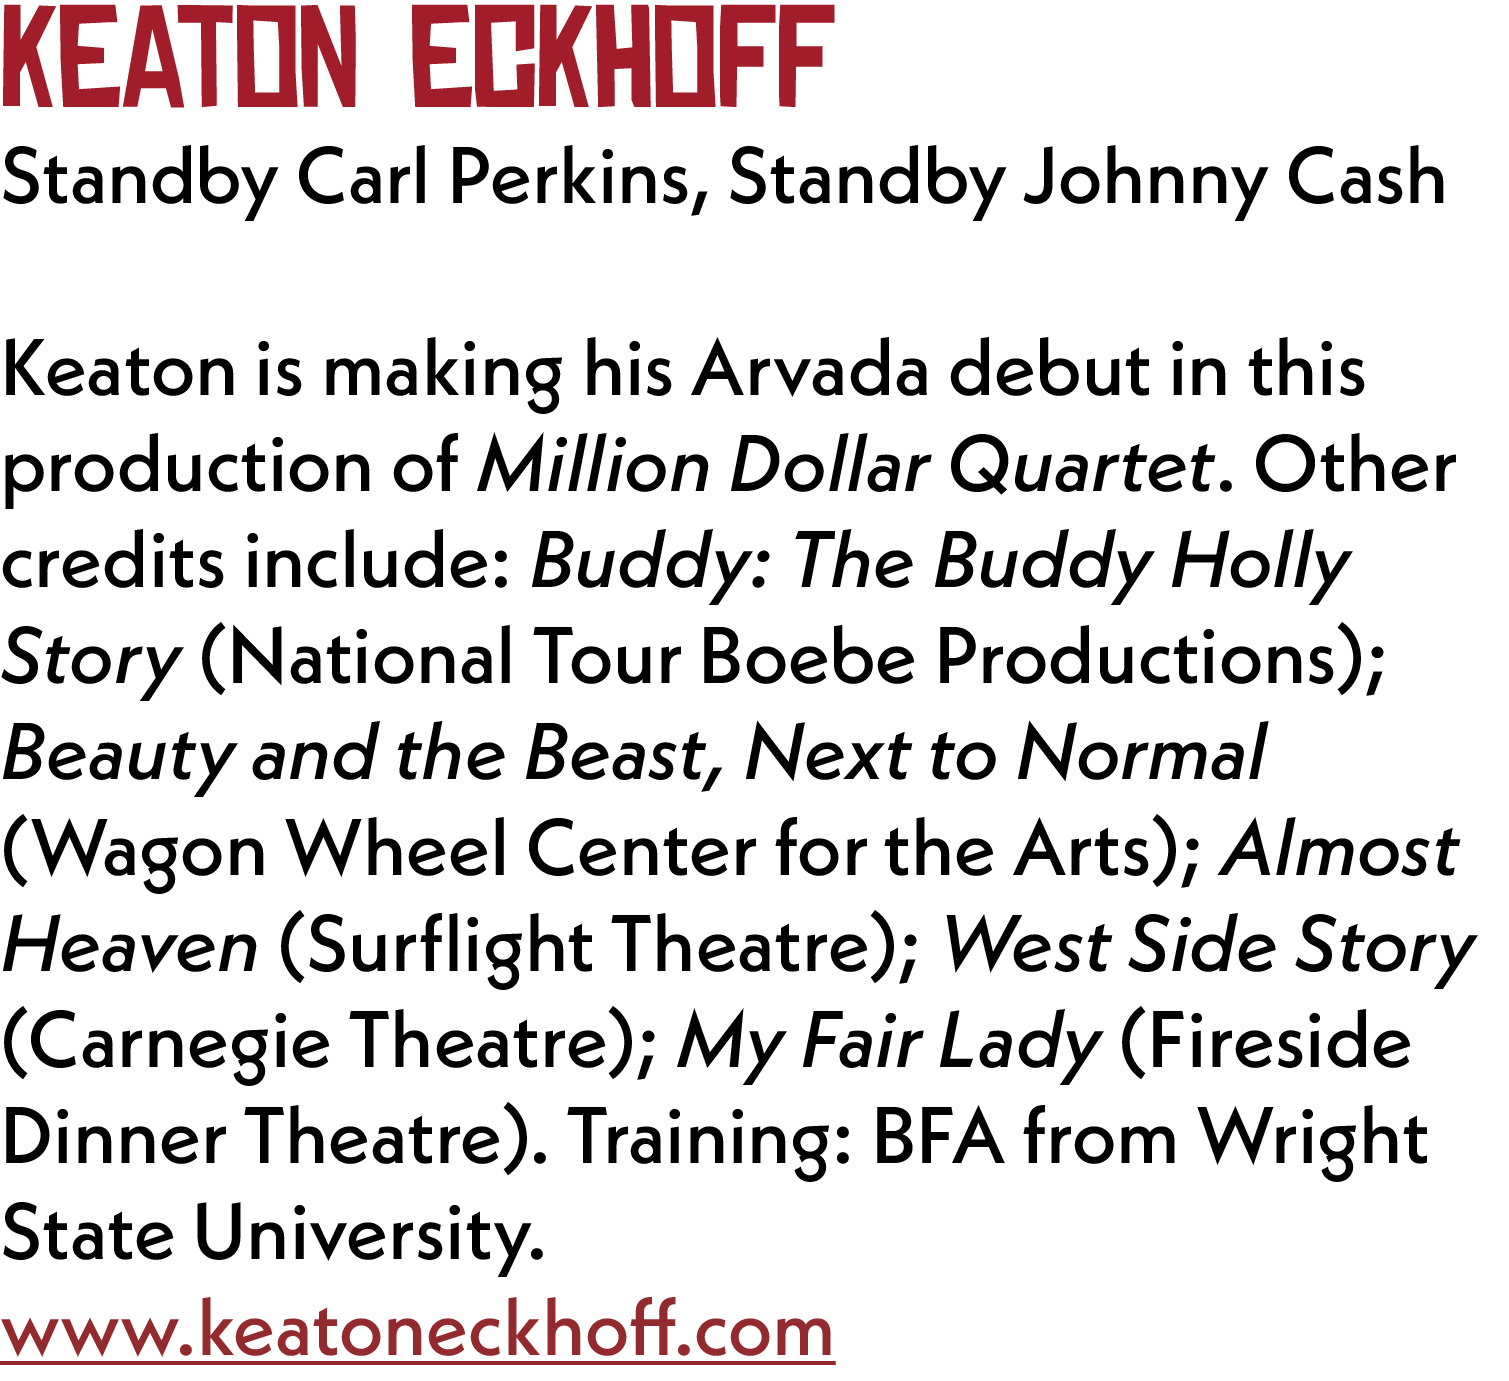 KEATON ECKHOFF
Standby Carl Perkins, Standby Johnny Cash
Keaton is making his Arvada debut in this
production of Million Dollar Quartet. Other
credits include: Buddy: The Buddy Holly
Story (National Tour Boebe Productions);
Beauty and the Beast, Next to Normal
(Wagon Wheel Center for the Arts); Almost
Heaven (Surflight Theatre); West Side Story
(Carnegie Theatre); My Fair Lady (Fireside
Dinner Theatre). Training: BFA from Wright
State University.
www.keatoneckhoff.com